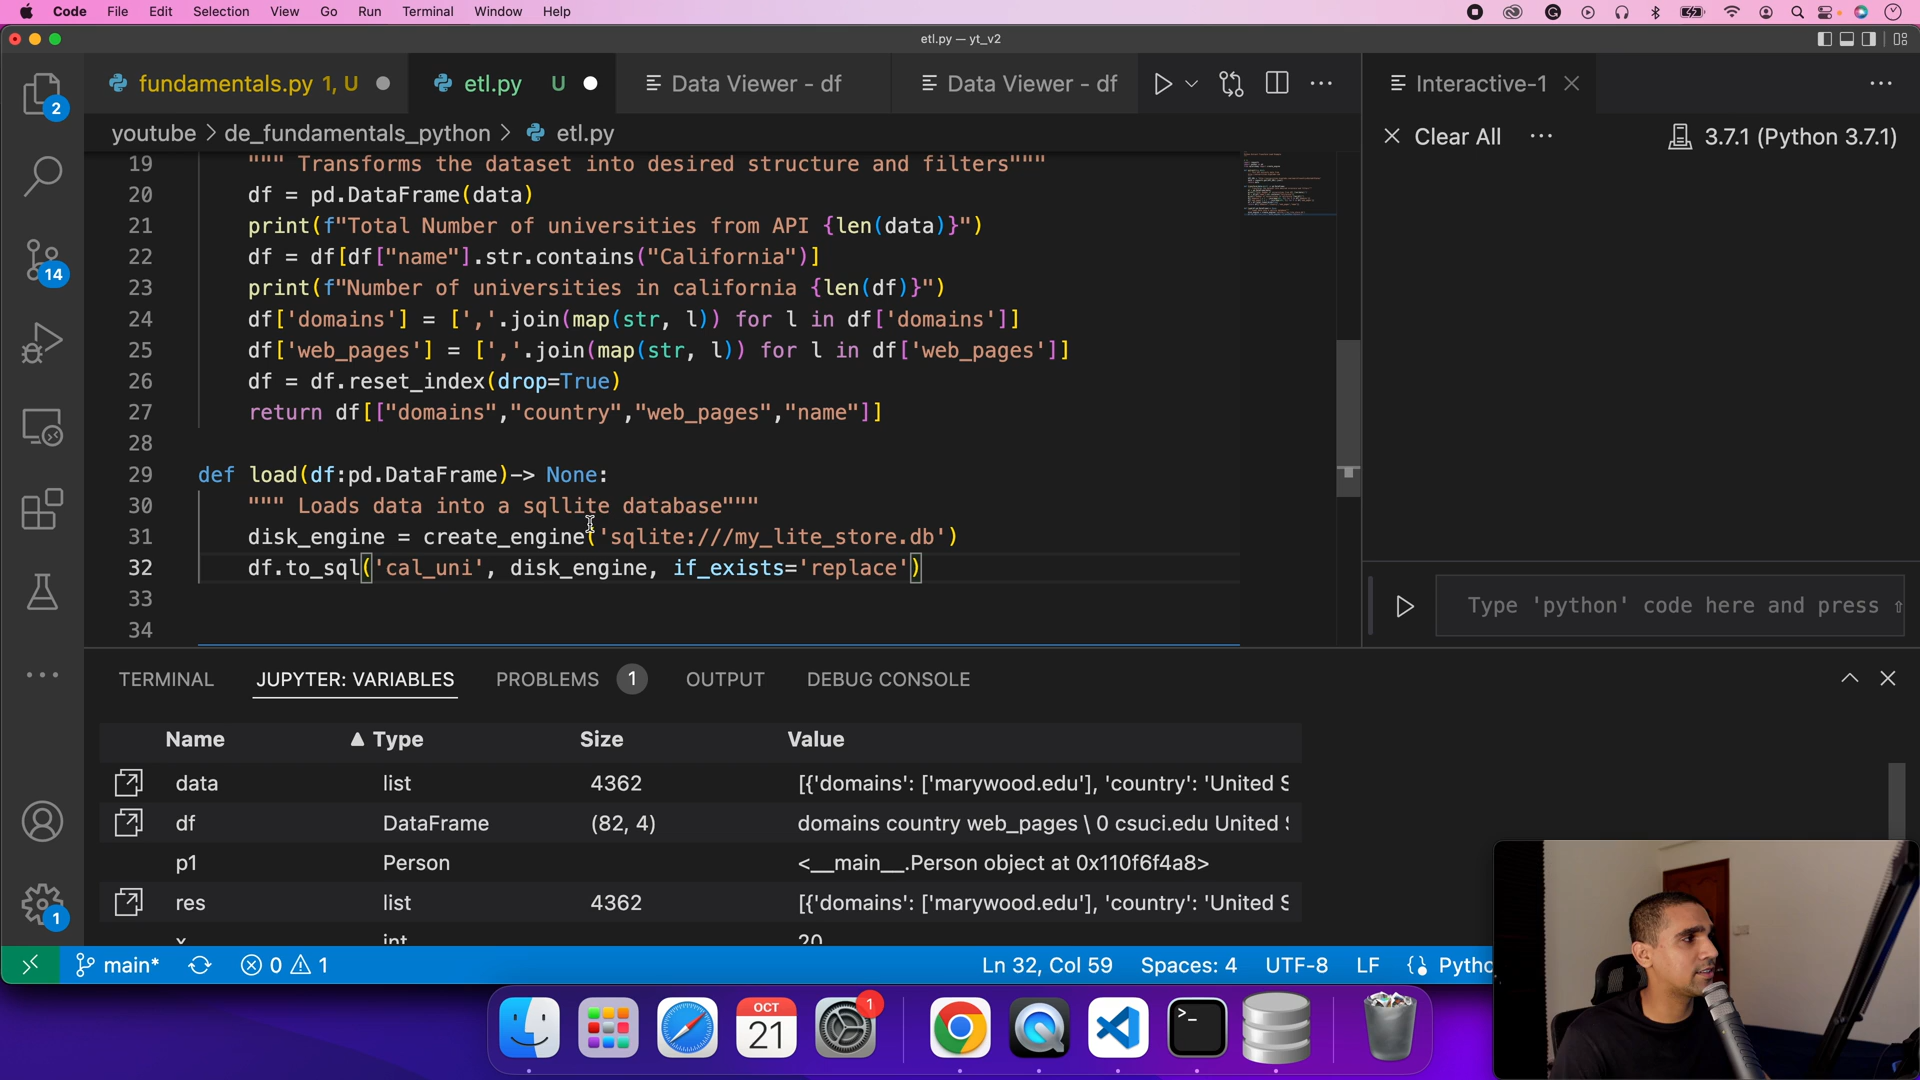 Code File Edit Selection View Go Run Terminal Window Help
etl.py — yt_v2
fundamentals.py 1, U
etl.py U
Data Viewer - df
Data Viewer - df
Interactive-1
youtube > de_fundamentals_python > etl.py
Clear All
3.7.1 (Python 3.7.1)
19 """ Transforms the dataset into desired structure and filters"""
20 df = pd.DataFrame(data)
21 print(f"Total Number of universities from API {len(data)}")
22 df = df[df["name"].str.contains("California")]
23 print(f"Number of universities in california {len(df)}")
24 df['domains'] = [','.join(map(str, l)) for l in df['domains']]
25 df['web_pages'] = [','.join(map(str, l)) for l in df['web_pages']]
26 df = df.reset_index(drop=True)
27 return df[["domains","country","web_pages","name"]]
28
29 def load(df:pd.DataFrame)-> None:
30 """ Loads data into a sqllite database"""
31 disk_engine = create_engine('sqlite:///my_lite_store.db')
32 df.to_sql('cal_uni', disk_engine, if_exists='replace')
33
34
Type 'python' code here and press ⇧
2
14
1
TERMINAL JUPYTER: VARIABLES PROBLEMS 1 OUTPUT DEBUG CONSOLE
Name ▲ Type Size Value
data list 4362 [{'domains': ['marywood.edu'], 'country': 'United S
df DataFrame (82, 4) domains country web_pages \ 0 csuci.edu United
p1 Person <__main__.Person object at 0x110f6f4a8>
res list 4362 [{'domains': ['marywood.edu'], 'country': 'United S
x int 20
main* 0 1
Ln 32, Col 59 Spaces: 4 UTF-8 LF Pytho
OCT
21
1